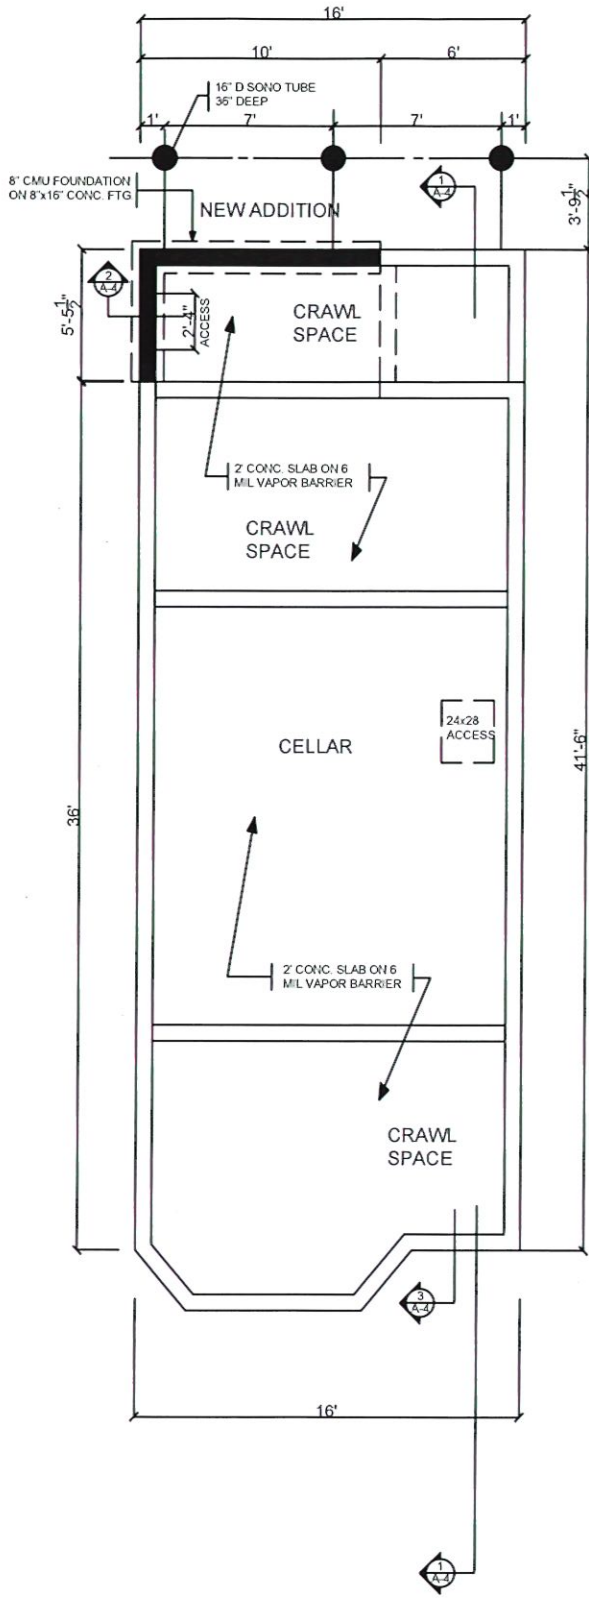 16'
10'
6'
16" D SONO TUBE
36" DEEP
1'
7'
7'
1'
8" CMU FOUNDATION
ON 8"x16" CONC. FTG
NEW ADDITION
1
A-4
3'-9 1/2"
2
A-4
5'-5 1/2"
2'-4"
ACCESS
CRAWL
SPACE
2' CONC. SLAB ON 6
MIL VAPOR BARRIER
CRAWL
SPACE
24x28
ACCESS
CELLAR
41'-6"
36'
2' CONC. SLAB ON 6
MIL VAPOR BARRIER
CRAWL
SPACE
3
A-4
16'
1
A-4